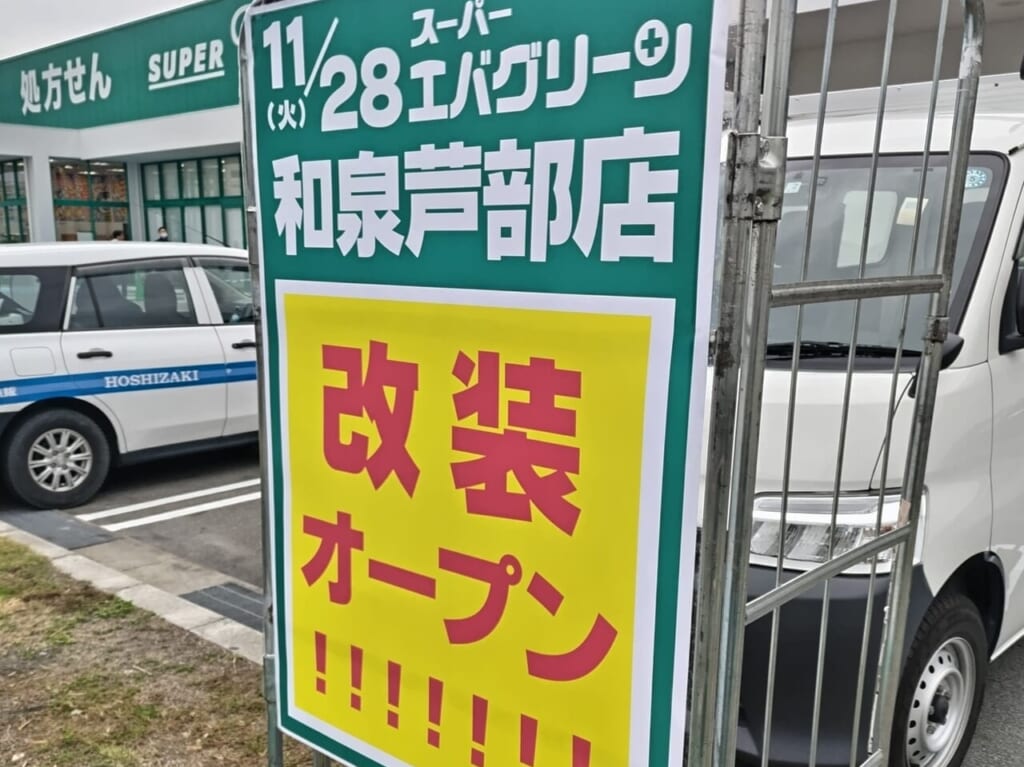 処方せん
SUPER
11/28
(火)
スーパー
エバグリーン
和泉芦部店
改装
オープン
!!!!!!!
HOSHIZAKI